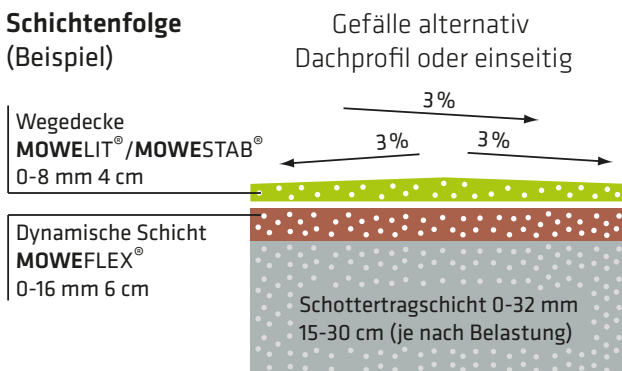 Schichtenfolge
(Beispiel)
Gefälle alternativ
Dachprofil oder einseitig
3 %
3 %
3 %
Wegedecke
MOWELIT®/MOWESTAB®
0-8 mm 4 cm
Dynamische Schicht
MOWEFLEX®
0-16 mm 6 cm
Schottertragschicht 0-32 mm
15-30 cm (je nach Belastung)